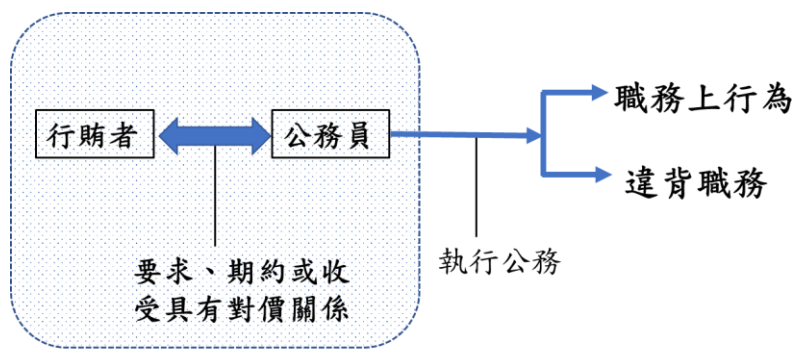 行賄者
公務員
職務上行為
違背職務
要求、期約或收
受具有對價關係
執行公務